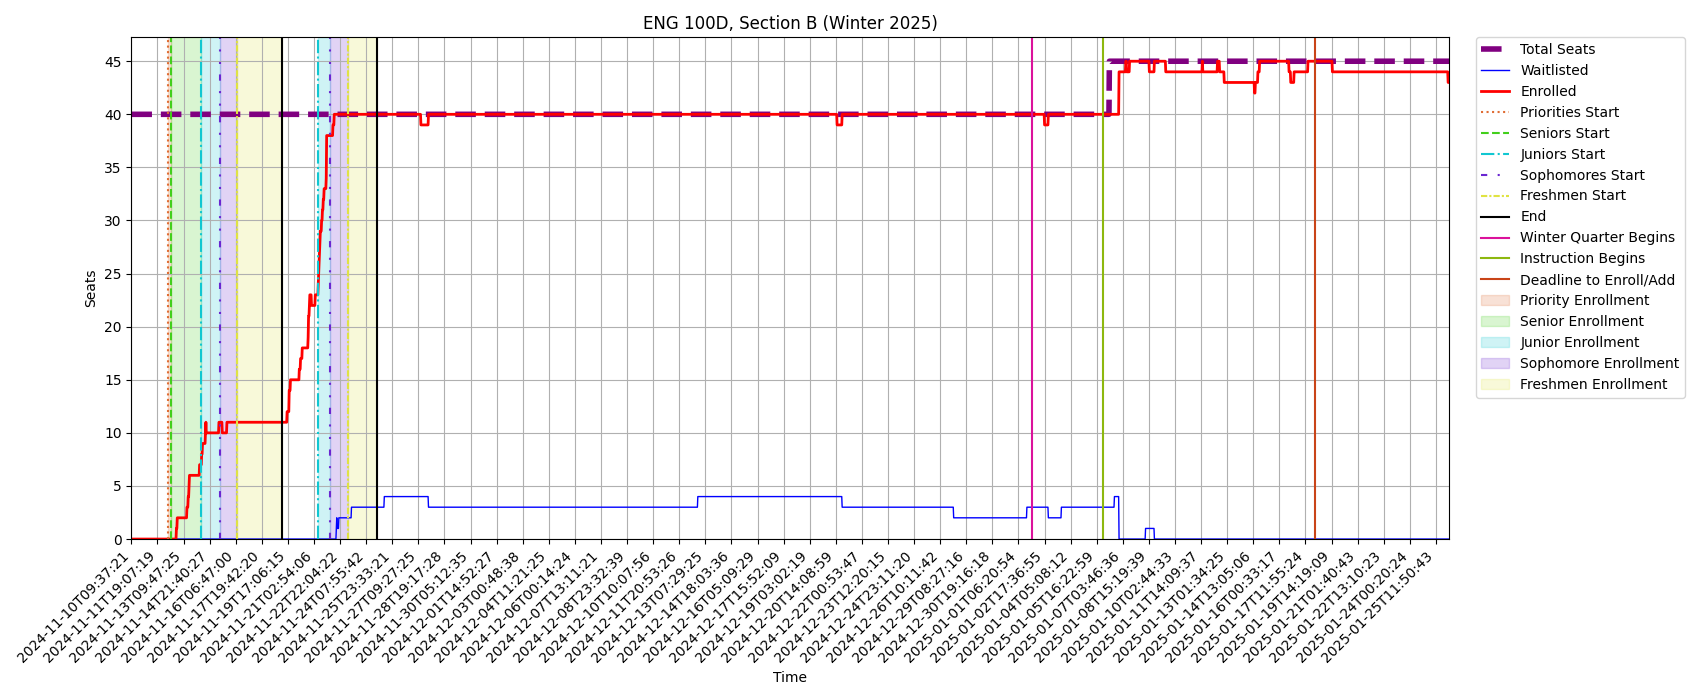 ENG 100D, Section B (Winter 2025)
Seats
45
40
35
30
25
20
15
10
5
0
2024-11-10T09:37:21
2024-11-11T19:07:19
2024-11-13T09:47:25
2024-11-14T21:40:27
2024-11-16T06:47:00
2024-11-17T19:42:20
2024-11-19T17:06:15
2024-11-21T02:54:06
2024-11-22T22:04:22
2024-11-24T07:55:42
2024-11-25T23:33:21
2024-11-27T09:27:25
2024-11-28T19:17:28
2024-11-30T05:12:35
2024-12-01T14:52:27
2024-12-03T00:48:38
2024-12-04T11:21:25
2024-12-06T00:14:24
2024-12-07T13:11:21
2024-12-08T23:32:39
2024-12-10T10:07:56
2024-12-11T20:53:26
2024-12-13T07:29:25
2024-12-14T18:03:36
2024-12-16T05:09:29
2024-12-17T15:52:09
2024-12-19T03:02:19
2024-12-20T14:08:59
2024-12-22T00:53:47
2024-12-23T12:20:15
2024-12-24T23:11:20
2024-12-26T10:11:42
2024-12-29T08:27:16
2024-12-30T19:16:18
2025-01-01T06:20:54
2025-01-02T17:36:55
2025-01-04T05:08:12
2025-01-05T16:22:59
2025-01-07T03:46:36
2025-01-08T15:19:39
2025-01-10T02:44:33
2025-01-11T14:09:37
2025-01-13T01:34:25
2025-01-14T13:05:06
2025-01-16T00:33:17
2025-01-17T11:55:24
2025-01-19T14:19:09
2025-01-21T01:40:43
2025-01-22T13:10:23
2025-01-24T00:20:24
2025-01-25T11:50:43
Time
Total Seats
Waitlisted
Enrolled
Priorities Start
Seniors Start
Juniors Start
Sophomores Start
Freshmen Start
End
Winter Quarter Begins
Instruction Begins
Deadline to Enroll/Add
Priority Enrollment
Senior Enrollment
Junior Enrollment
Sophomore Enrollment
Freshmen Enrollment